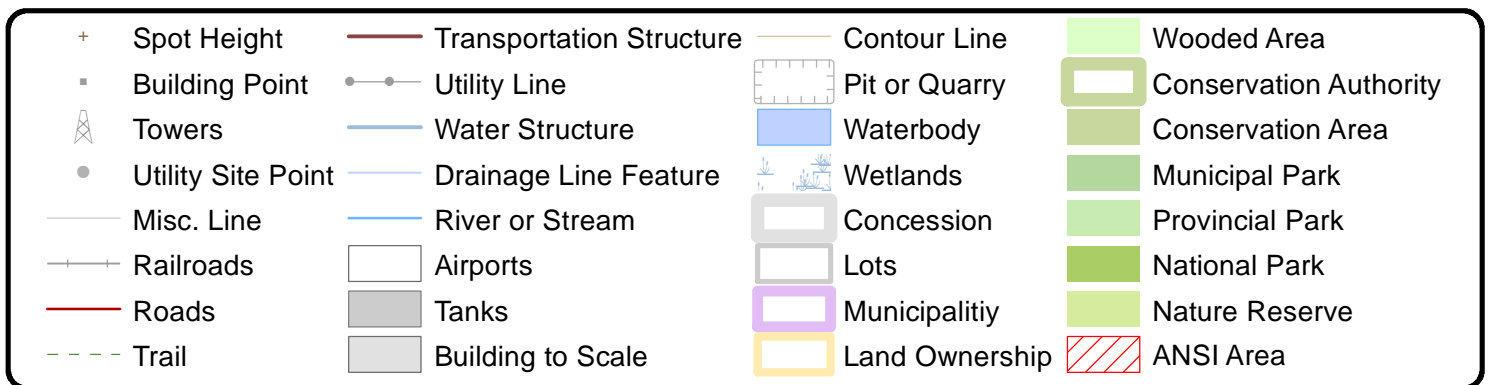 Spot Height
Building Point
Towers
Utility Site Point
Misc. Line
Railroads
Roads
Trail
Transportation Structure
Utility Line
Water Structure
Drainage Line Feature
River or Stream
Airports
Tanks
Building to Scale
Contour Line
Pit or Quarry
Waterbody
Wetlands
Concession
Lots
Municipalitiy
Land Ownership
Wooded Area
Conservation Authority
Conservation Area
Municipal Park
Provincial Park
National Park
Nature Reserve
ANSI Area